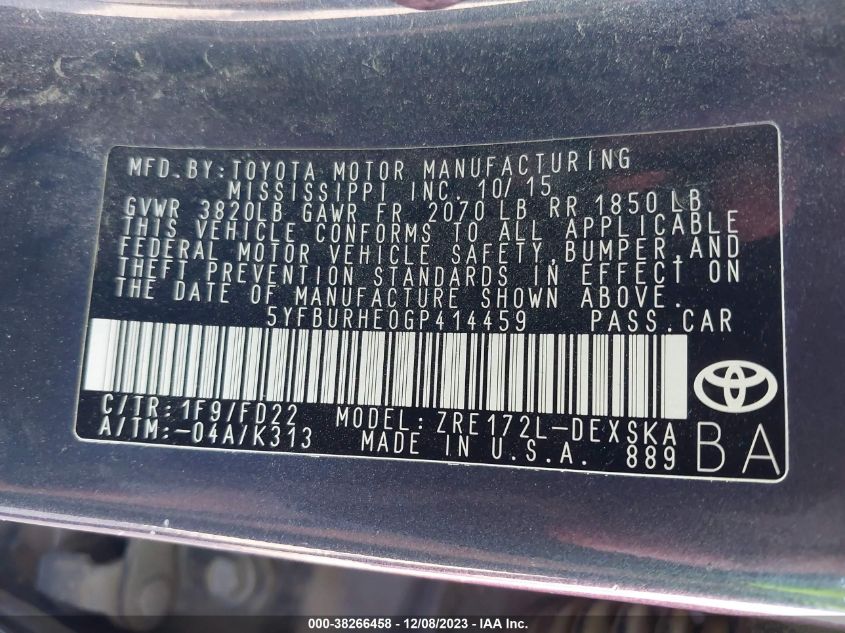 MFD.BY:TOYOTA MOTOR MANUFACTURING
MISSISSIPPI INC. 10/15
GVWR 3820LB GAWR FR 2070 LB RR 1850 LB
THIS VEHICLE CONFORMS TO ALL APPLICABLE
FEDERAL MOTOR VEHICLE SAFETY,BUMPER,AND
THEFT PREVENTION STANDARDS IN EFFECT ON
THE DATE OF MANUFACTURE SHOWN ABOVE.
5YFBURHE0GP414459 PASS.CAR
C/TR:1F9/FD22 MODEL:ZRE172L-DEXSKA
A/TM:-04A/K313 MADE IN U.S.A. 889
BA
000-38266458 - 12/08/2023 - IAA Inc.